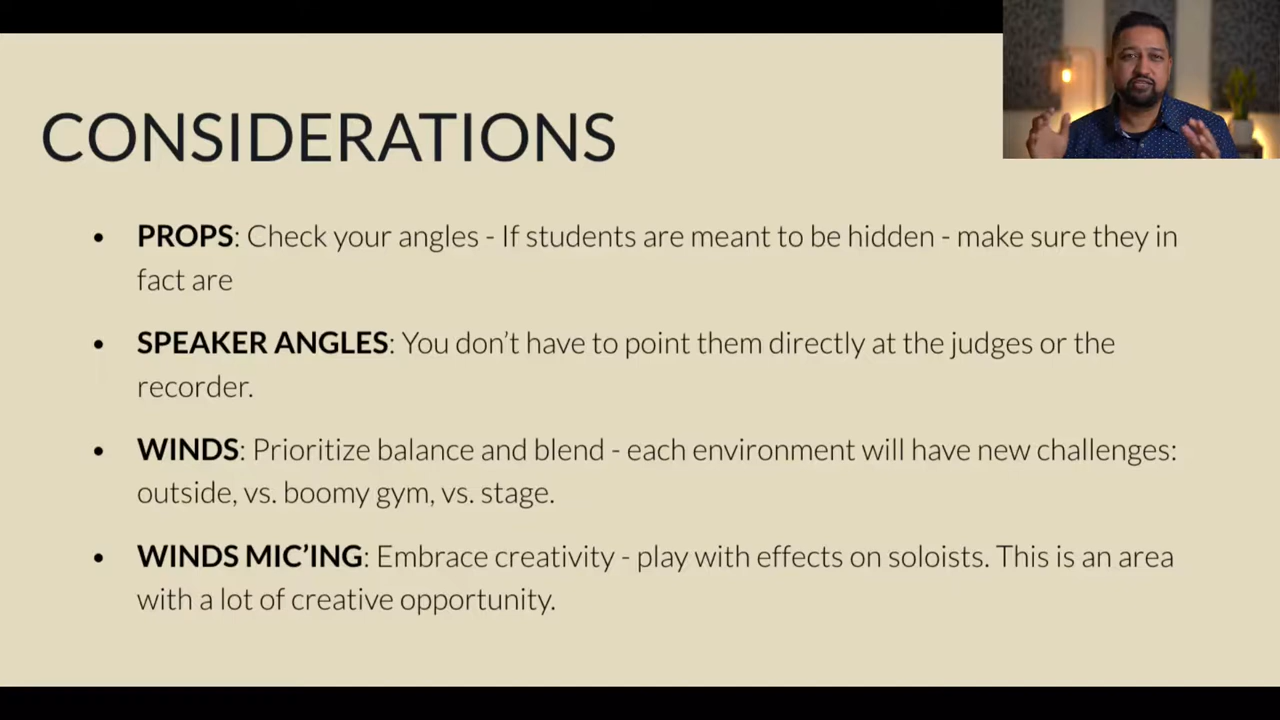 CONSIDERATIONS
• PROPS: Check your angles - If students are meant to be hidden - make sure they in
fact are
• SPEAKER ANGLES: You don’t have to point them directly at the judges or the
recorder.
• WINDS: Prioritize balance and blend - each environment will have new challenges:
outside, vs. boomy gym, vs. stage.
• WINDS MIC’ING: Embrace creativity - play with effects on soloists. This is an area
with a lot of creative opportunity.